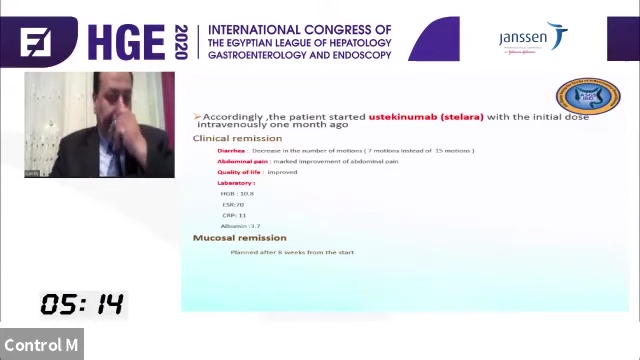 HGE 2020
INTERNATIONAL CONGRESS OF
THE EGYPTIAN LEAGUE OF HEPATOLOGY
GASTROENTEROLOGY AND ENDOSCOPY
janssen
➢Accordingly ,the patient started ustekinumab (stelara) with the initial dose
intravenously one month ago
Clinical remission
Diarrhea : Decrease in the number of motions ( 7 motions instead of 15 motions )
Abdominal pain : marked improvement of abdominal pain
Quality of life : improved
Laboratory :
HGB : 10.8
ESR:70
CRP: 11
Albumin :3.7
Mucosal remission
Planned after 8 weeks from the start
05:14
Control M